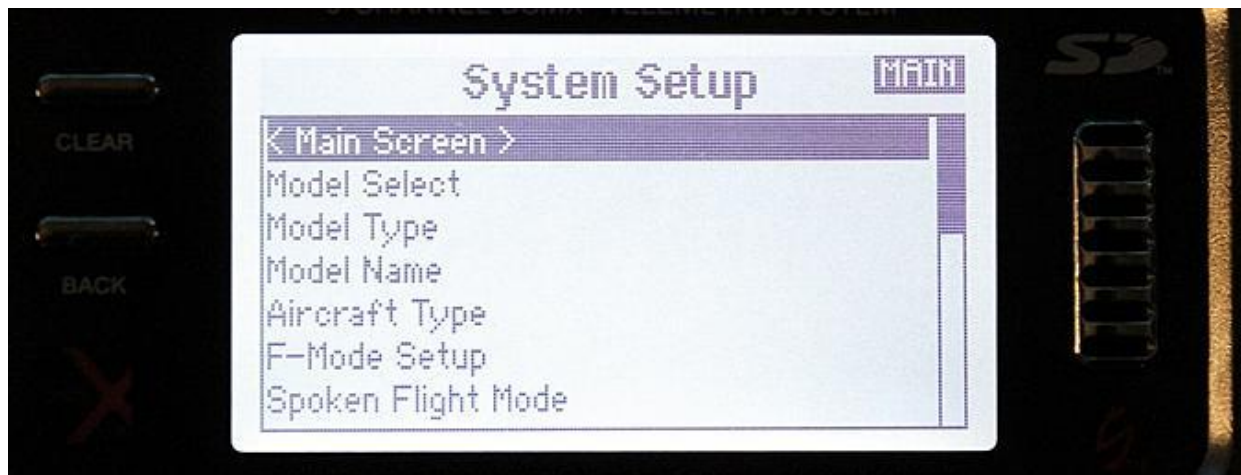 System Setup
MAIN
< Main Screen >
Model Select
Model Type
Model Name
Aircraft Type
F-Mode Setup
Spoken Flight Mode
CLEAR
BACK
SD